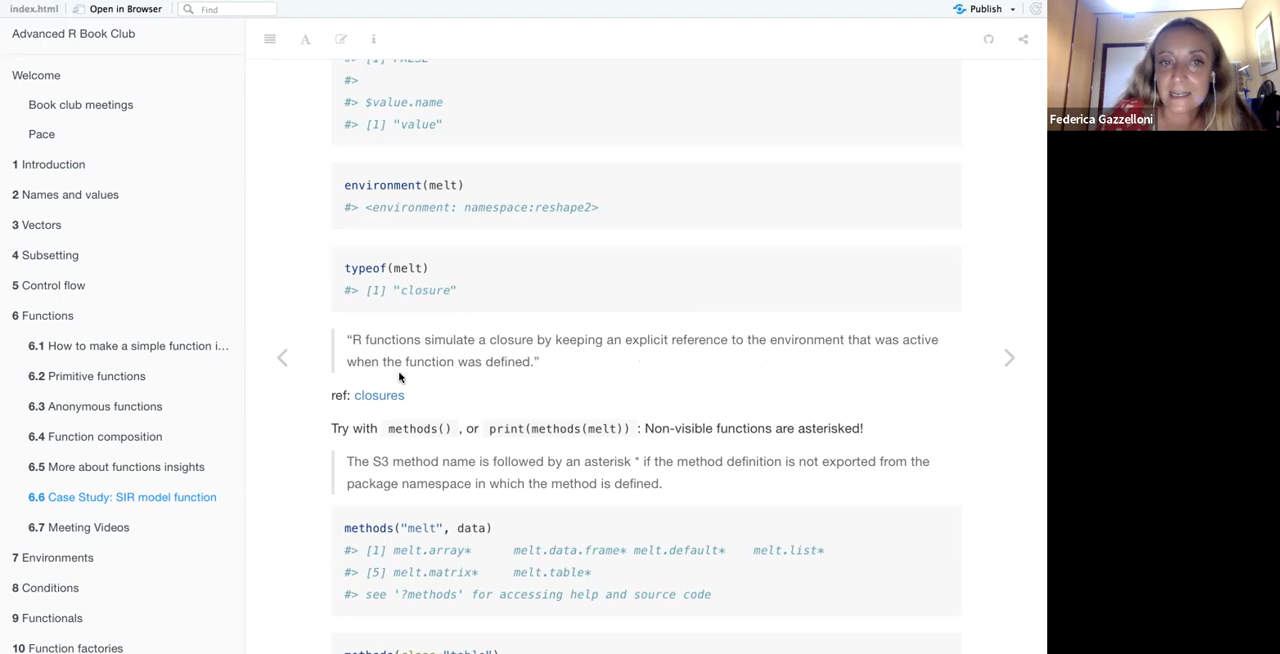 index.html
Open in Browser
Find
Publish
Advanced R Book Club
Welcome
Book club meetings
Pace
1 Introduction
2 Names and values
3 Vectors
4 Subsetting
5 Control flow
6 Functions
6.1 How to make a simple function i…
6.2 Primitive functions
6.3 Anonymous functions
6.4 Function composition
6.5 More about functions insights
6.6 Case Study: SIR model function
6.7 Meeting Videos
7 Environments
8 Conditions
9 Functionals
10 Function factories
#> [1] FALSE
#>
#> $value.name
#> [1] "value"
environment(melt)
#> <environment: namespace:reshape2>
typeof(melt)
#> [1] "closure"
“R functions simulate a closure by keeping an explicit reference to the environment that was active
when the function was defined.”
ref: closures
Try with methods() , or print(methods(melt)) : Non-visible functions are asterisked!
The S3 method name is followed by an asterisk * if the method definition is not exported from the
package namespace in which the method is defined.
methods("melt", data)
#> [1] melt.array* melt.data.frame* melt.default* melt.list*
#> [5] melt.matrix* melt.table*
#> see '?methods' for accessing help and source code
methods(class="table")
Federica Gazzelloni